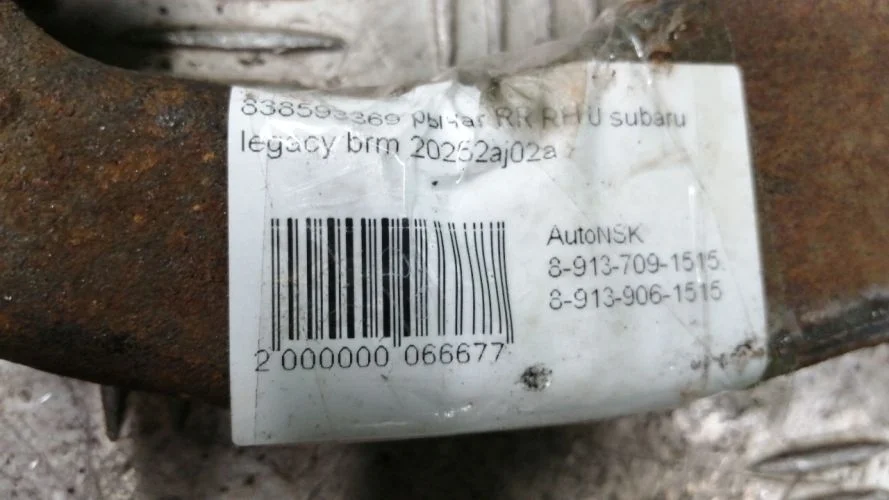 838593369 рычаг RR RH U subaru
legacy brm 20252aj02a
AutoNSK
8-913-709-1515
8-913-906-1515
2 000000 066677